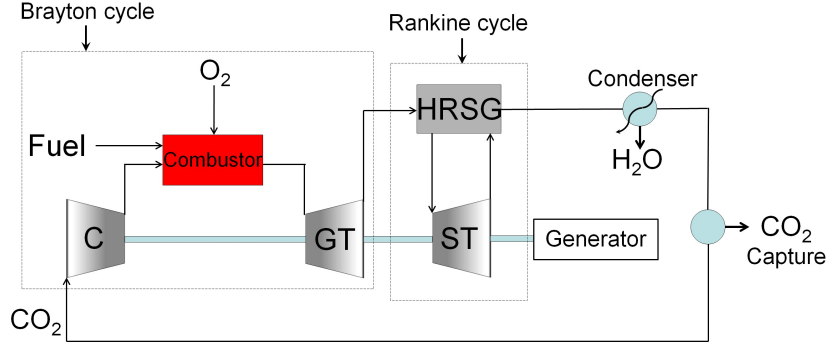 Brayton cycle
Rankine cycle
O₂
Condenser
HRSG
Fuel
Combustor
H₂O
C
GT
ST
Generator
CO₂
Capture
CO₂